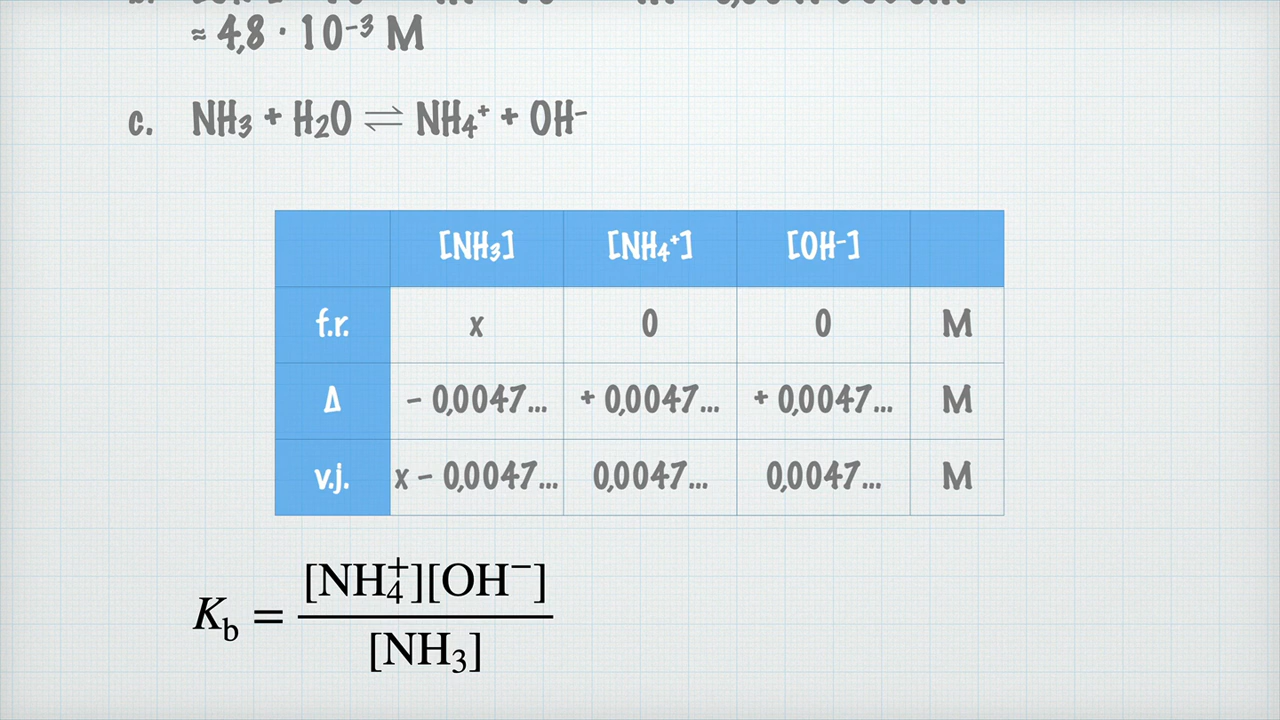 ≈ 4,8 · 10⁻³ M
c. NH₃ + H₂O ⇌ NH₄⁺ + OH⁻
[NH₃] [NH₄⁺] [OH⁻]
f.r. x 0 0 M
Δ − 0,0047... + 0,0047... + 0,0047... M
v.j. x − 0,0047... 0,0047... 0,0047... M
K_b = [NH₄⁺][OH⁻] / [NH₃]